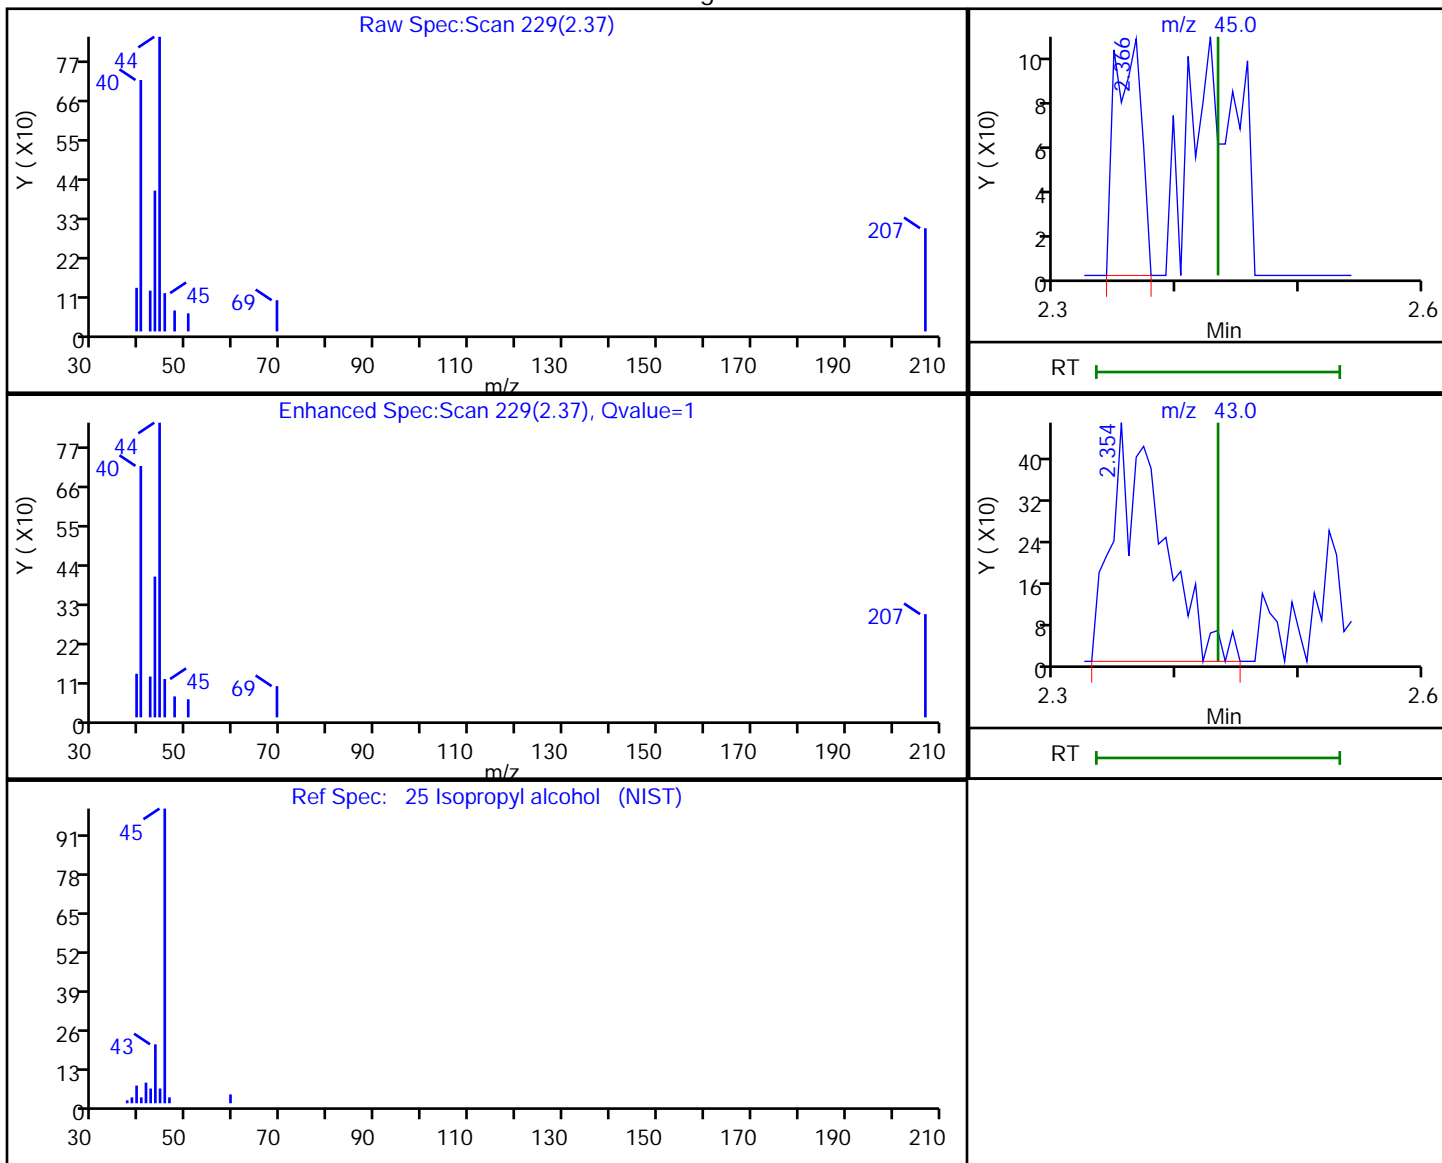 Raw Spec:Scan 229(2.37)
Y ( X10)
77
66
55
44
33
22
11
0
44
40
45
69
207
30 50 70 90 110 130 150 170 190 210
m/z
m/z 45.0
Y ( X10)
10
8
6
4
2
0
2.366
2.3 2.6
Min
RT
Enhanced Spec:Scan 229(2.37), Qvalue=1
Y ( X10)
77
66
55
44
33
22
11
0
44
40
45
69
207
30 50 70 90 110 130 150 170 190 210
m/z
m/z 43.0
Y ( X10)
40
32
24
16
8
0
2.354
2.3 2.6
Min
RT
Ref Spec: 25 Isopropyl alcohol (NIST)
91
78
65
52
39
26
13
0
45
43
30 50 70 90 110 130 150 170 190 210